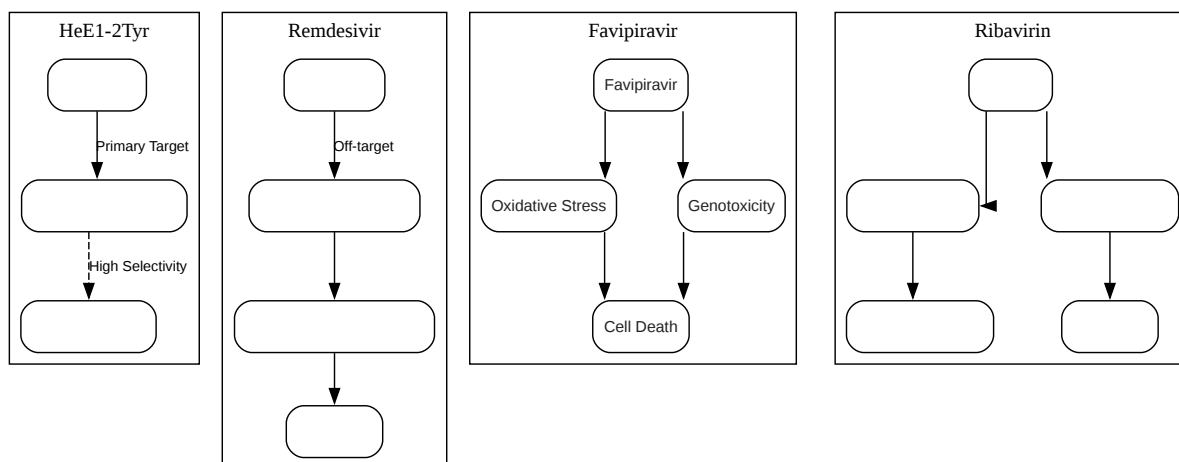 HeE1-2Tyr
Primary Target
High Selectivity
Remdesivir
Off-target
Favipiravir
Favipiravir
Oxidative Stress
Genotoxicity
Cell Death
Ribavirin